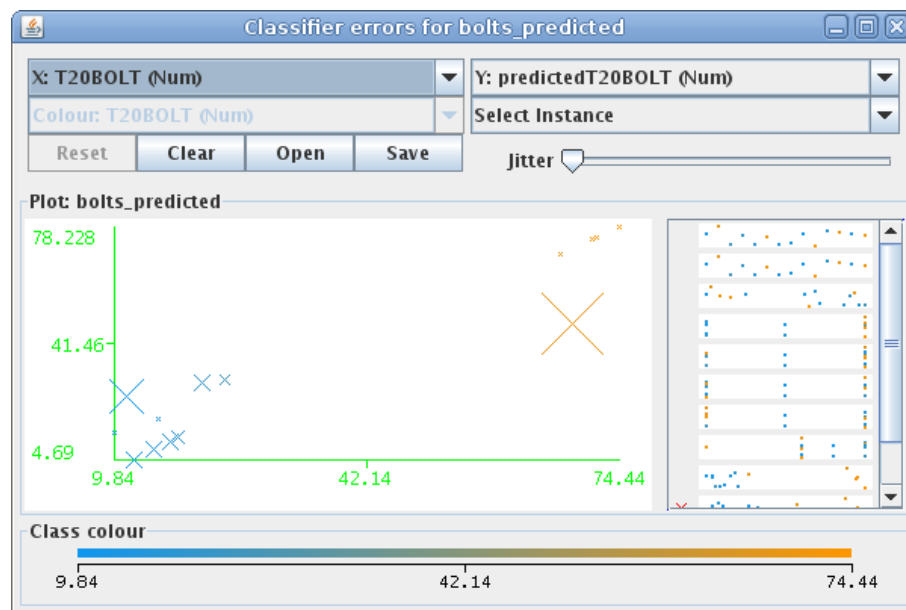 Classifier errors for bolts_predicted
X: T20BOLT (Num) Y: predictedT20BOLT (Num)
Colour: T20BOLT (Num) Select Instance
Reset Clear Open Save Jitter
Plot: bolts_predicted
78.228
41.46
4.69
9.84 42.14 74.44
Class colour
9.84 42.14 74.44